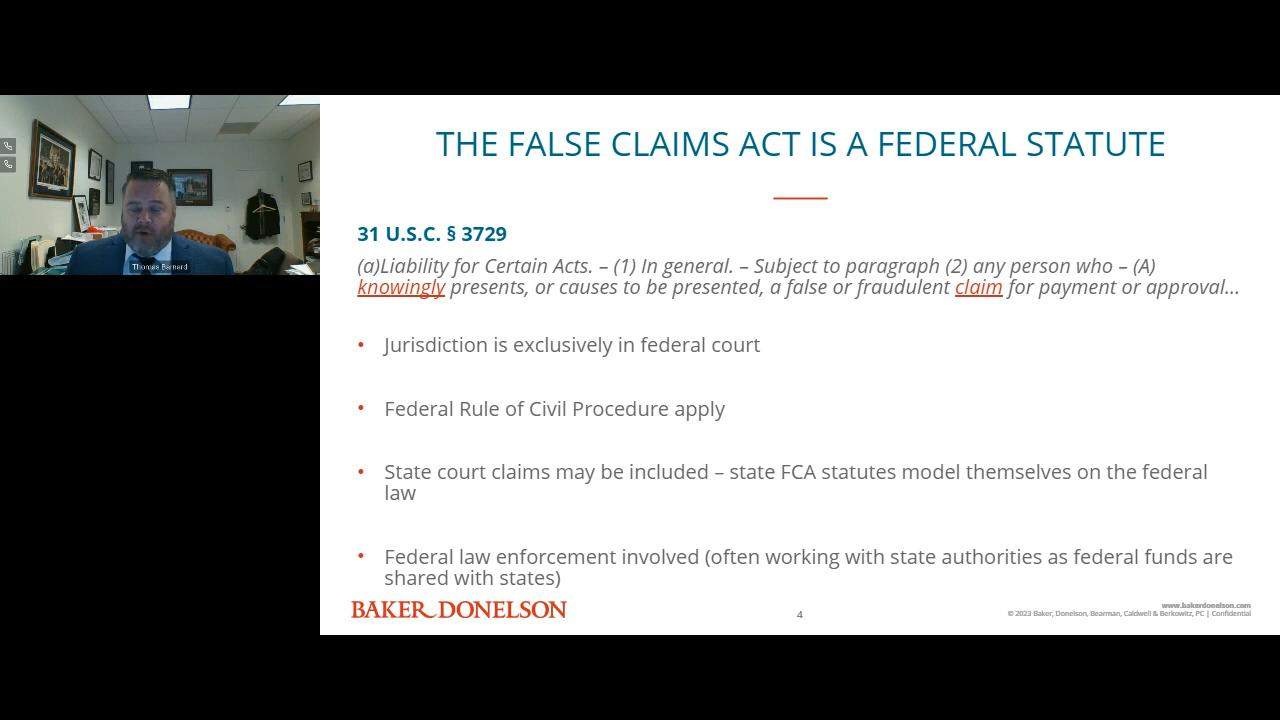 THE FALSE CLAIMS ACT IS A FEDERAL STATUTE
31 U.S.C. § 3729
(a)Liability for Certain Acts. – (1) In general. – Subject to paragraph (2) any person who – (A)
knowingly presents, or causes to be presented, a false or fraudulent claim for payment or approval…
• Jurisdiction is exclusively in federal court
• Federal Rule of Civil Procedure apply
• State court claims may be included – state FCA statutes model themselves on the federal
law
• Federal law enforcement involved (often working with state authorities as federal funds are
shared with states)
BAKER DONELSON
4
www.bakerdonelson.com
© 2023 Baker, Donelson, Bearman, Caldwell & Berkowitz, PC | Confidential
Thomas Barnard